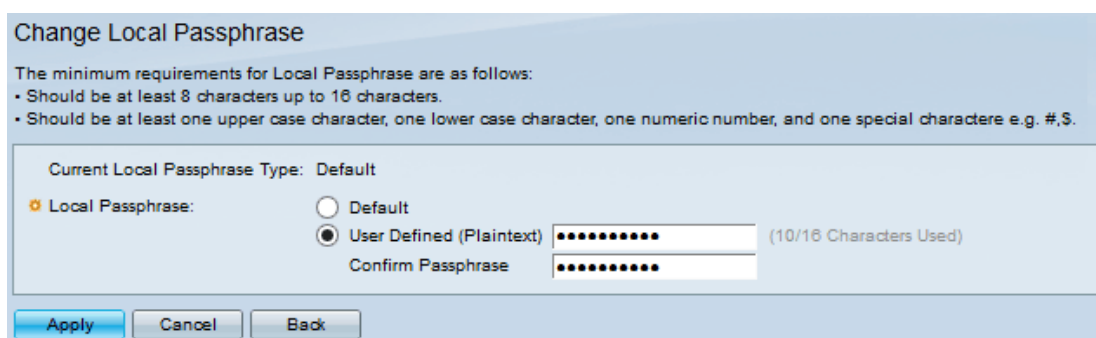 Change Local Passphrase
The minimum requirements for Local Passphrase are as follows:
• Should be at least 8 characters up to 16 characters.
• Should be at least one upper case character, one lower case character, one numeric number, and one special charactere e.g. #,$.
Current Local Passphrase Type: Default
Local Passphrase: Default
User Defined (Plaintext) •••••••••• (10/16 Characters Used)
Confirm Passphrase ••••••••••
Apply Cancel Back